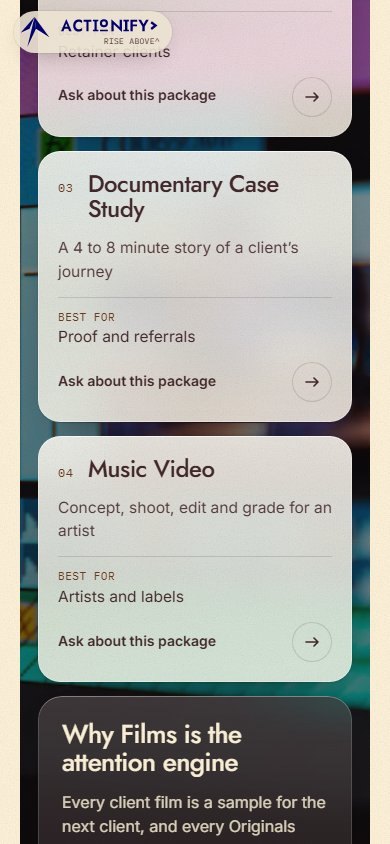 ACTIONIFY>
RISE ABOVE^
Retainer clients
Ask about this package
03 Documentary Case
Study
A 4 to 8 minute story of a client’s
journey
BEST FOR
Proof and referrals
Ask about this package
04 Music Video
Concept, shoot, edit and grade for an
artist
BEST FOR
Artists and labels
Ask about this package
Why Films is the
attention engine
Every client film is a sample for the
next client, and every Originals